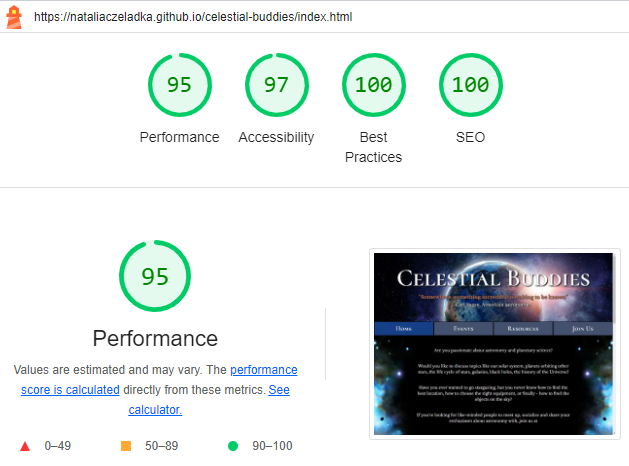 https://nataliaczeladka.github.io/celestial-buddies/index.html
95
97
100
100
Performance
Accessibility
Best
Practices
SEO
95
Performance
Values are estimated and may vary. The performance
score is calculated directly from these metrics. See
calculator.
0–49
50–89
90–100
Celestial Buddies
"Somewhere, something incredible is waiting to be known"
Carl Sagan, American astronomer
Home
Events
Resources
Join Us
Are you passionate about astronomy and planetary science?
Would you like to discuss topics like our solar system, planets orbiting other
stars, the life cycle of stars, galaxies, black holes, the history of the Universe?
Have you ever wanted to go stargazing, but you never knew how to find the
best location, how to choose the right equipment, or finally - how to find the
objects on the sky?
If you're looking for like-minded people to meet up, socialize and share your
enthusiasm about astronomy with, join us at